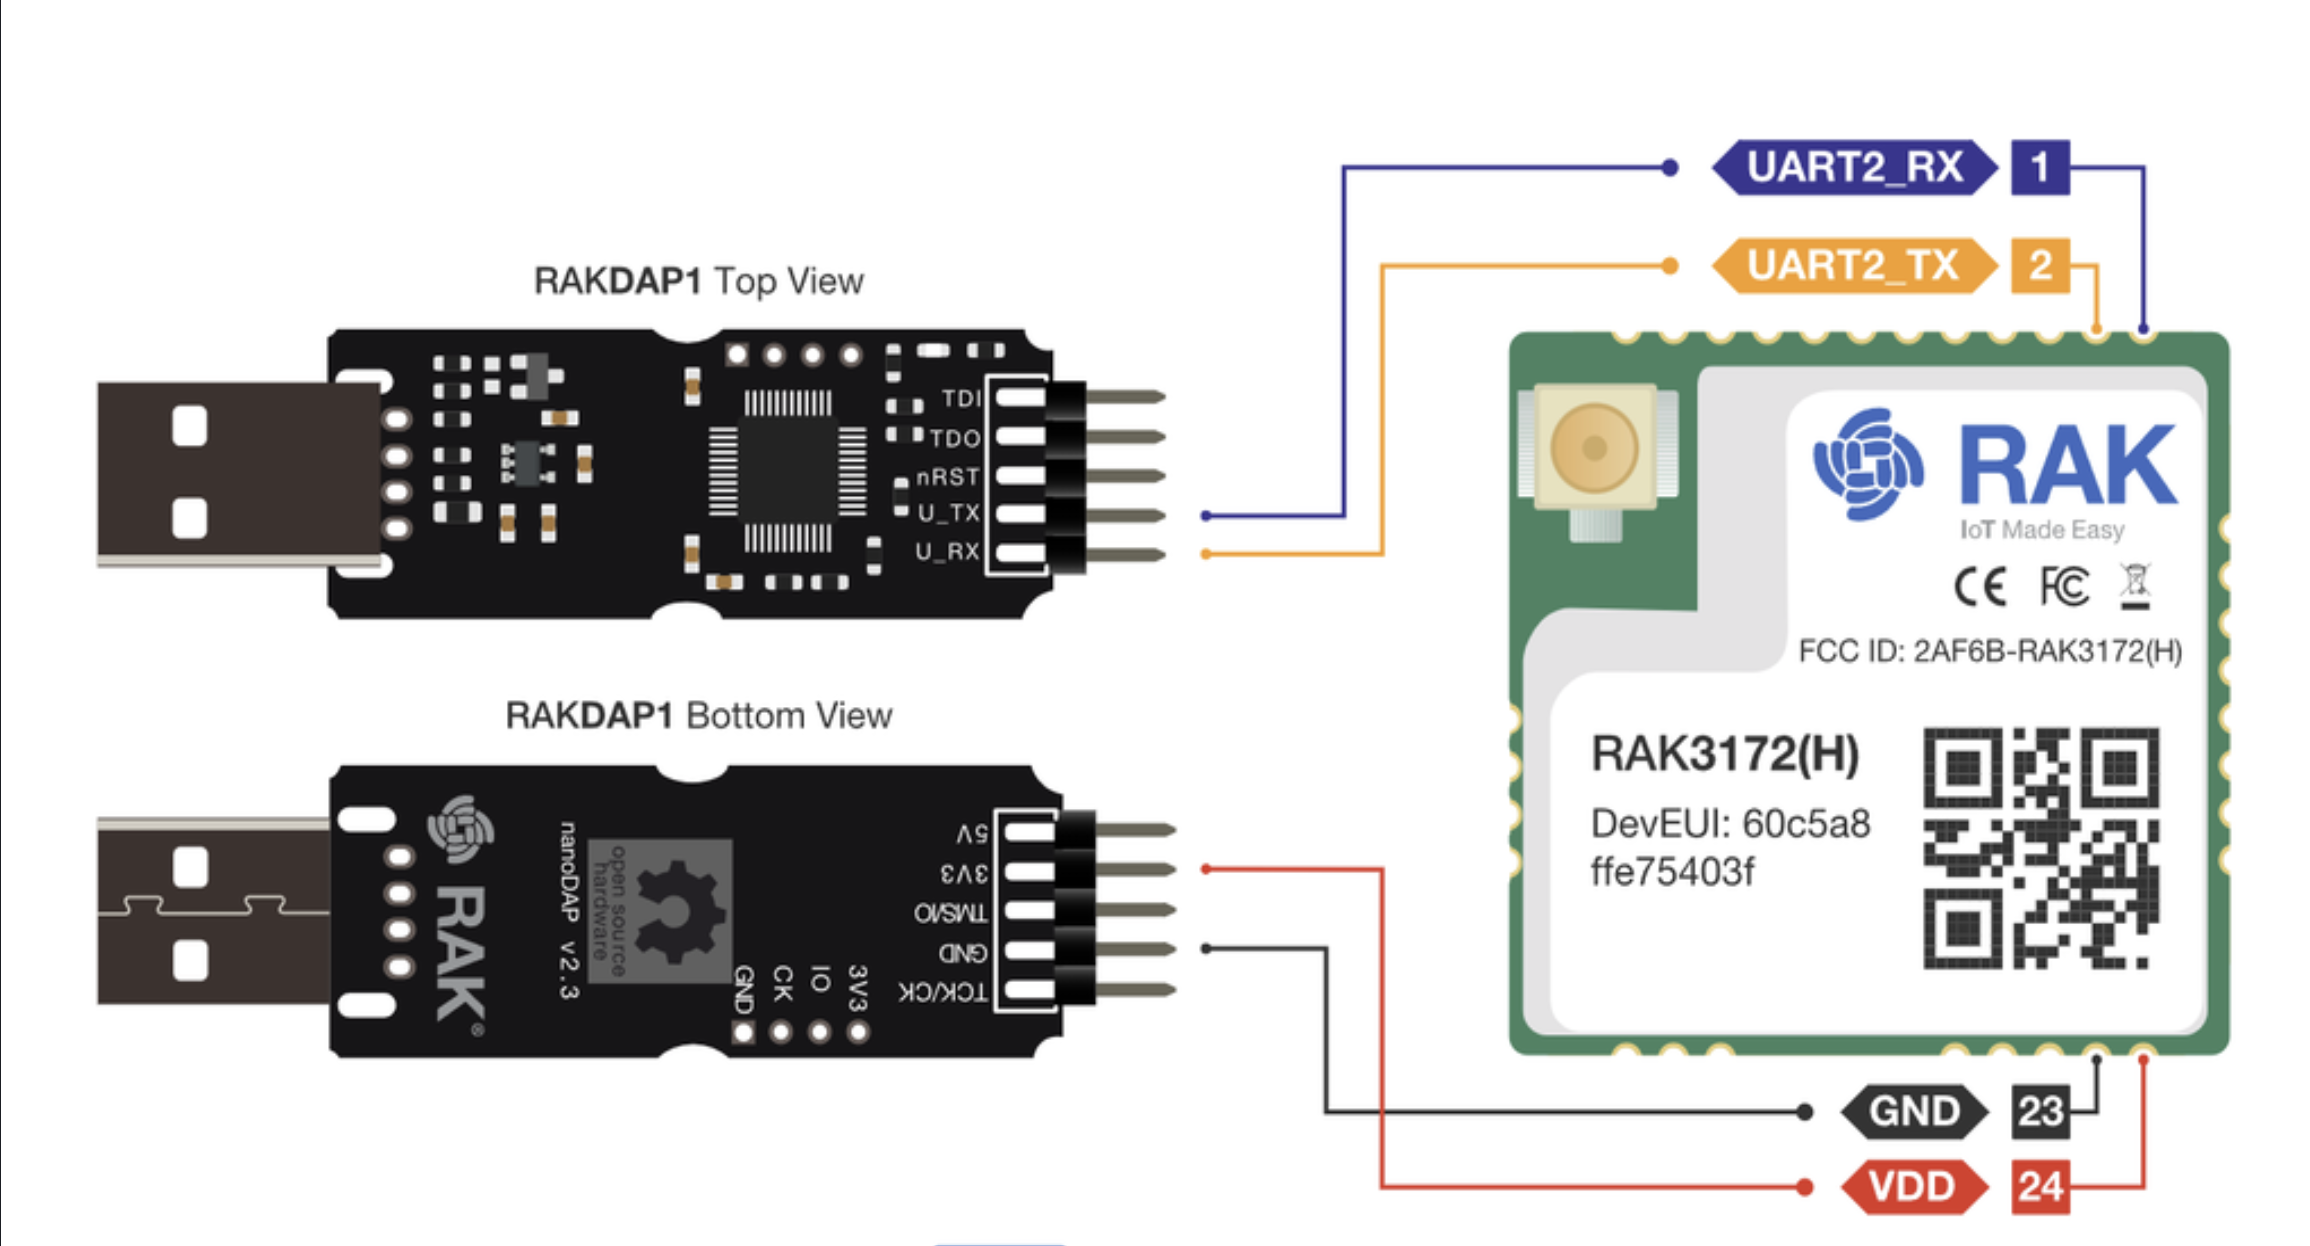 UART2_RX 1
UART2_TX 2
RAKDAP1 Top View
TDI
TDO
nRST
U_TX
U_RX
RAK
IoT Made Easy
CE FC
FCC ID: 2AF6B-RAK3172(H)
RAK3172(H)
DevEUI: 60c5a8
ffe75403f
RAKDAP1 Bottom View
RAK®
nanoDAP v2.3
open source
hardware
GND
CK
IO
3V3
5V
3V3
TMS/IO
GND
TCK/CK
GND 23
VDD 24